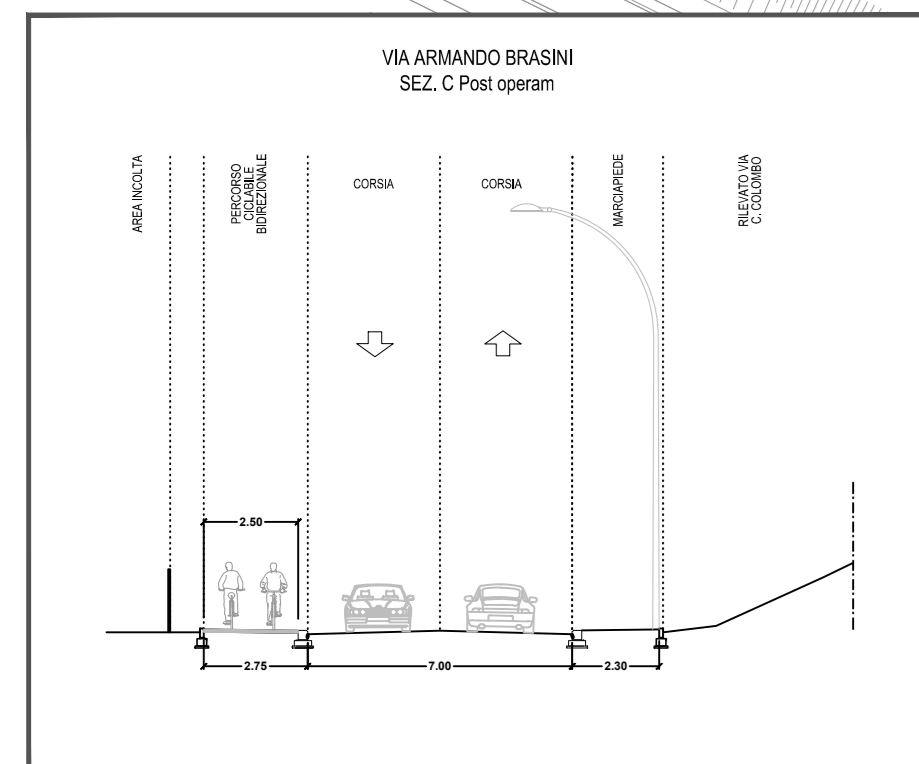 VIA ARMANDO BRASINI
SEZ. C Post operam
AREA INCOLTA
PERCORSO
CICLABILE
BIDIREZIONALE
CORSIA
CORSIA
MARCIAPIEDE
RILEVATO VIA
C. COLOMBO
2.50
2.75
7.00
2.30